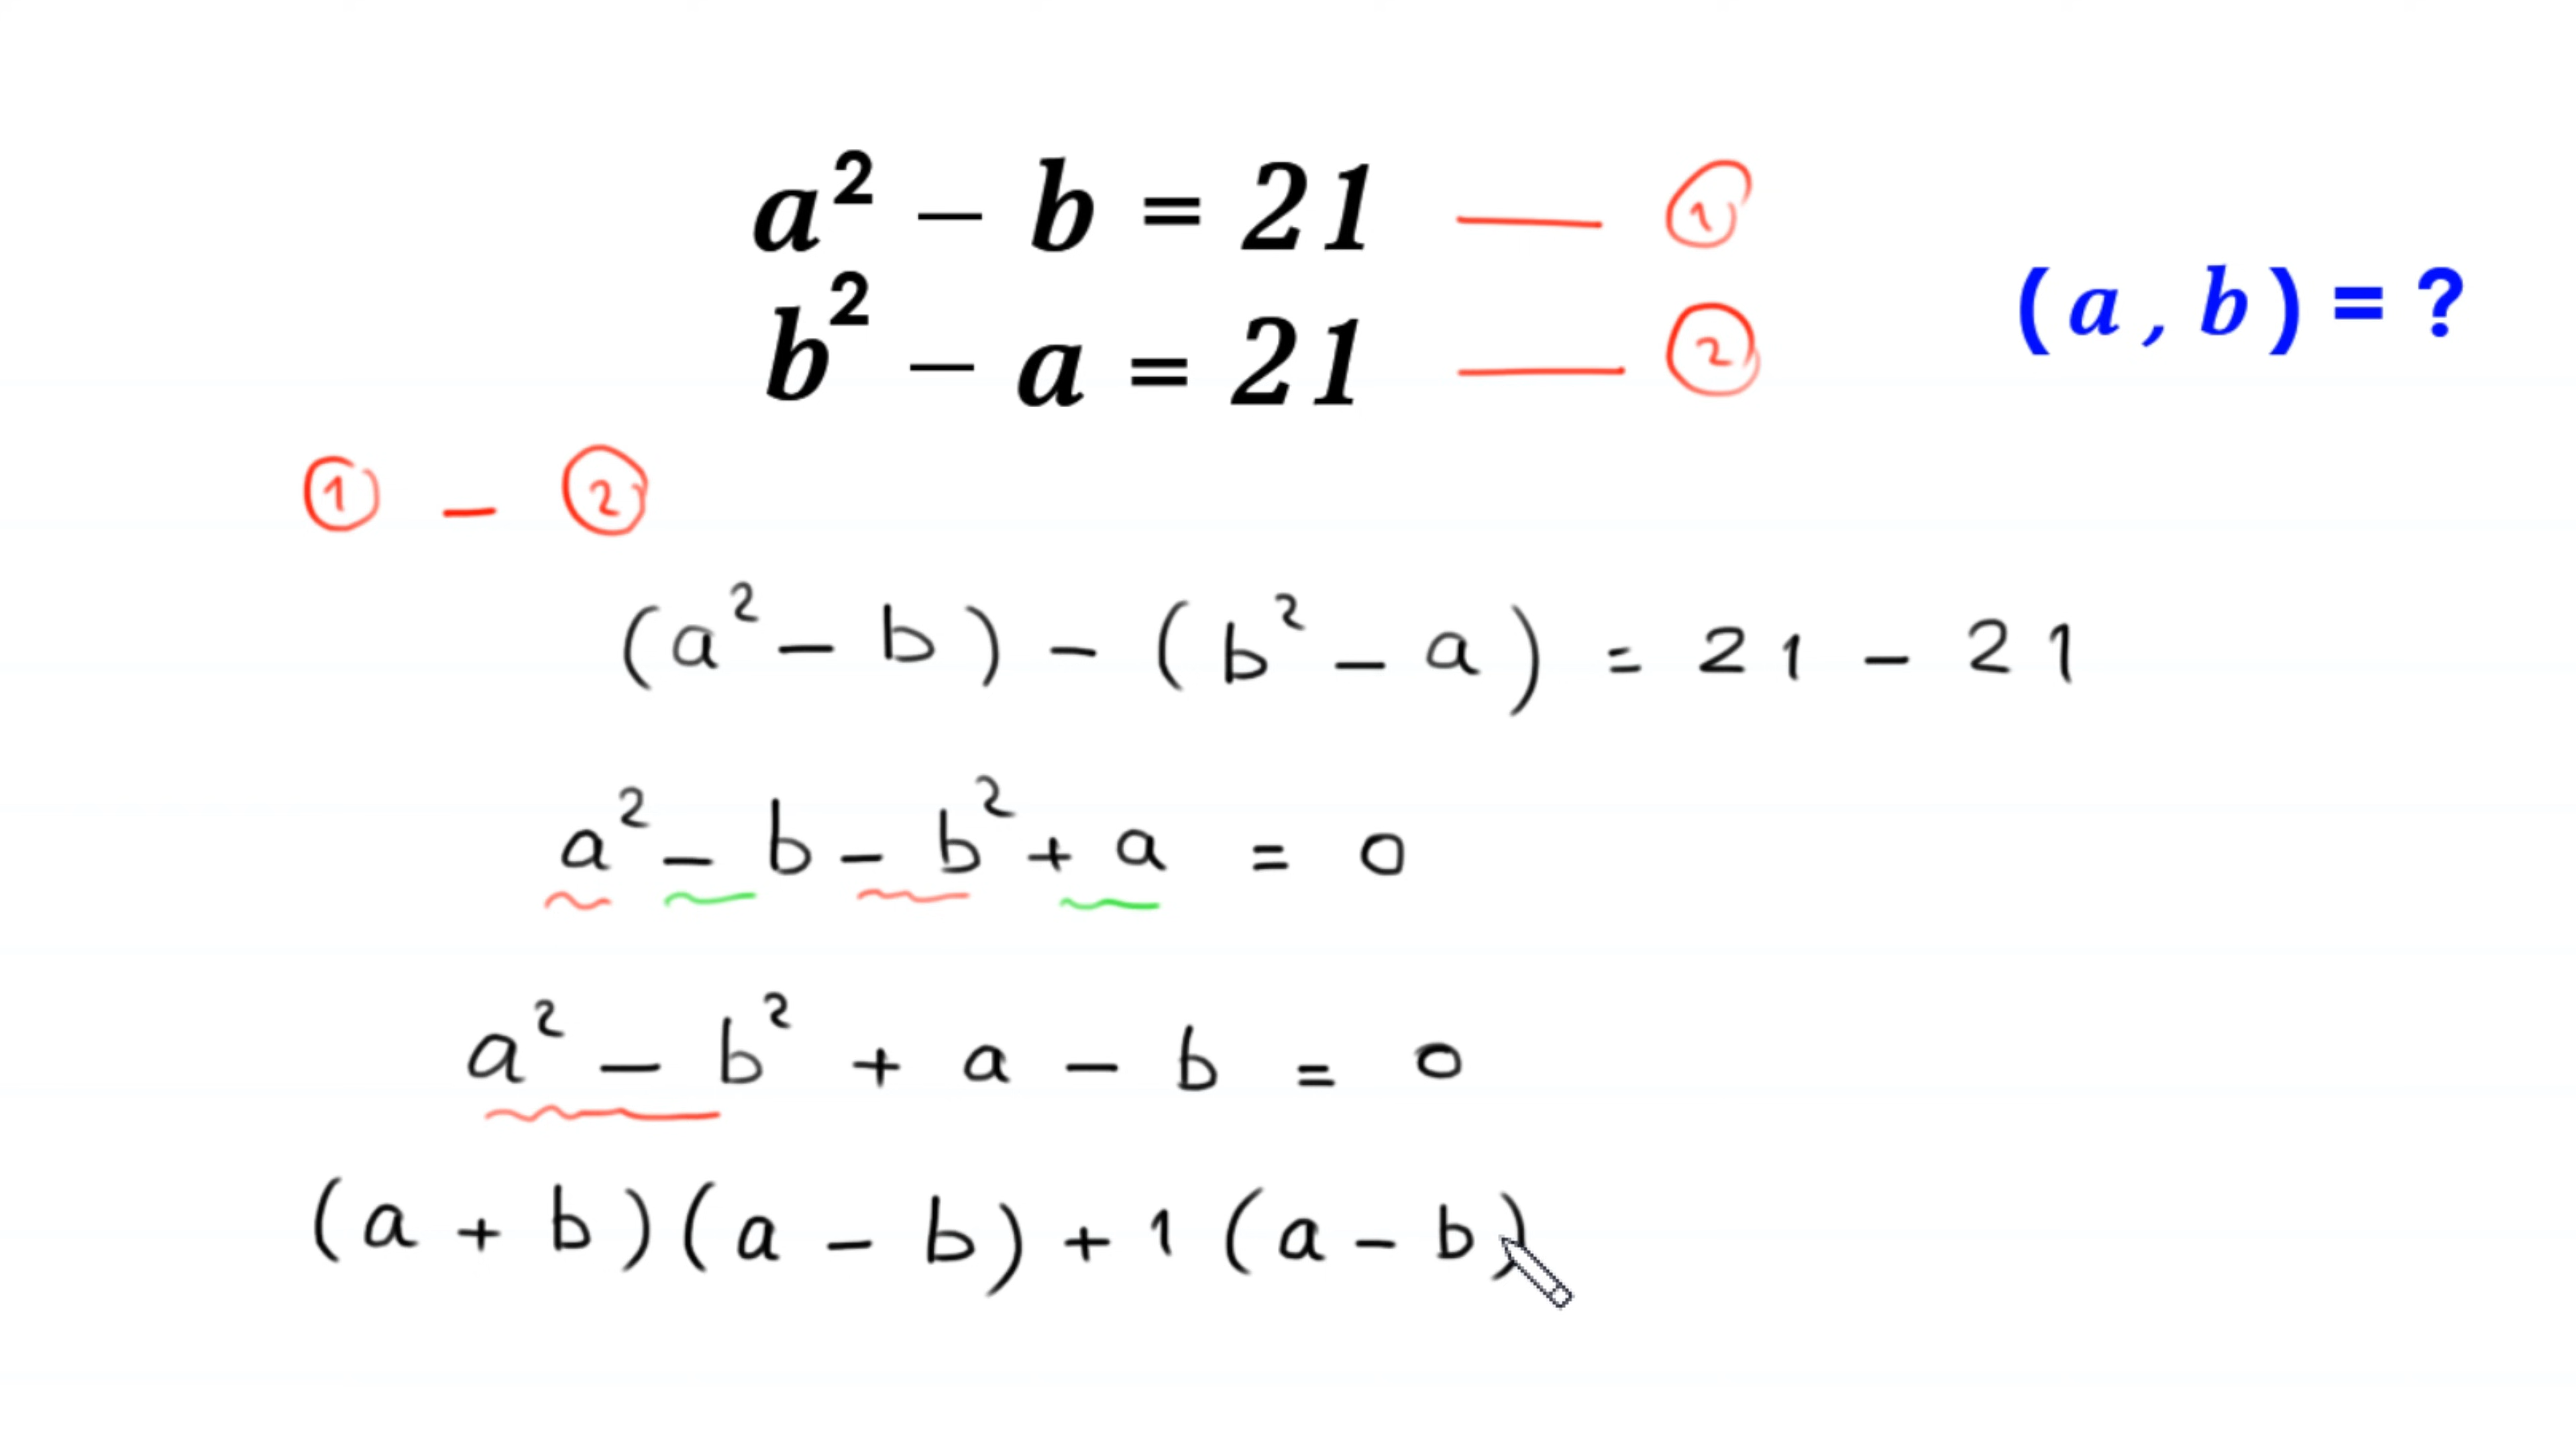 a² − b = 21 — ①
b² − a = 21 — ②
( a , b ) = ?
① − ②
(a² − b) − (b² − a) = 21 − 21
a² − b − b² + a = 0
a² − b² + a − b = 0
(a + b)(a − b) + 1(a − b)